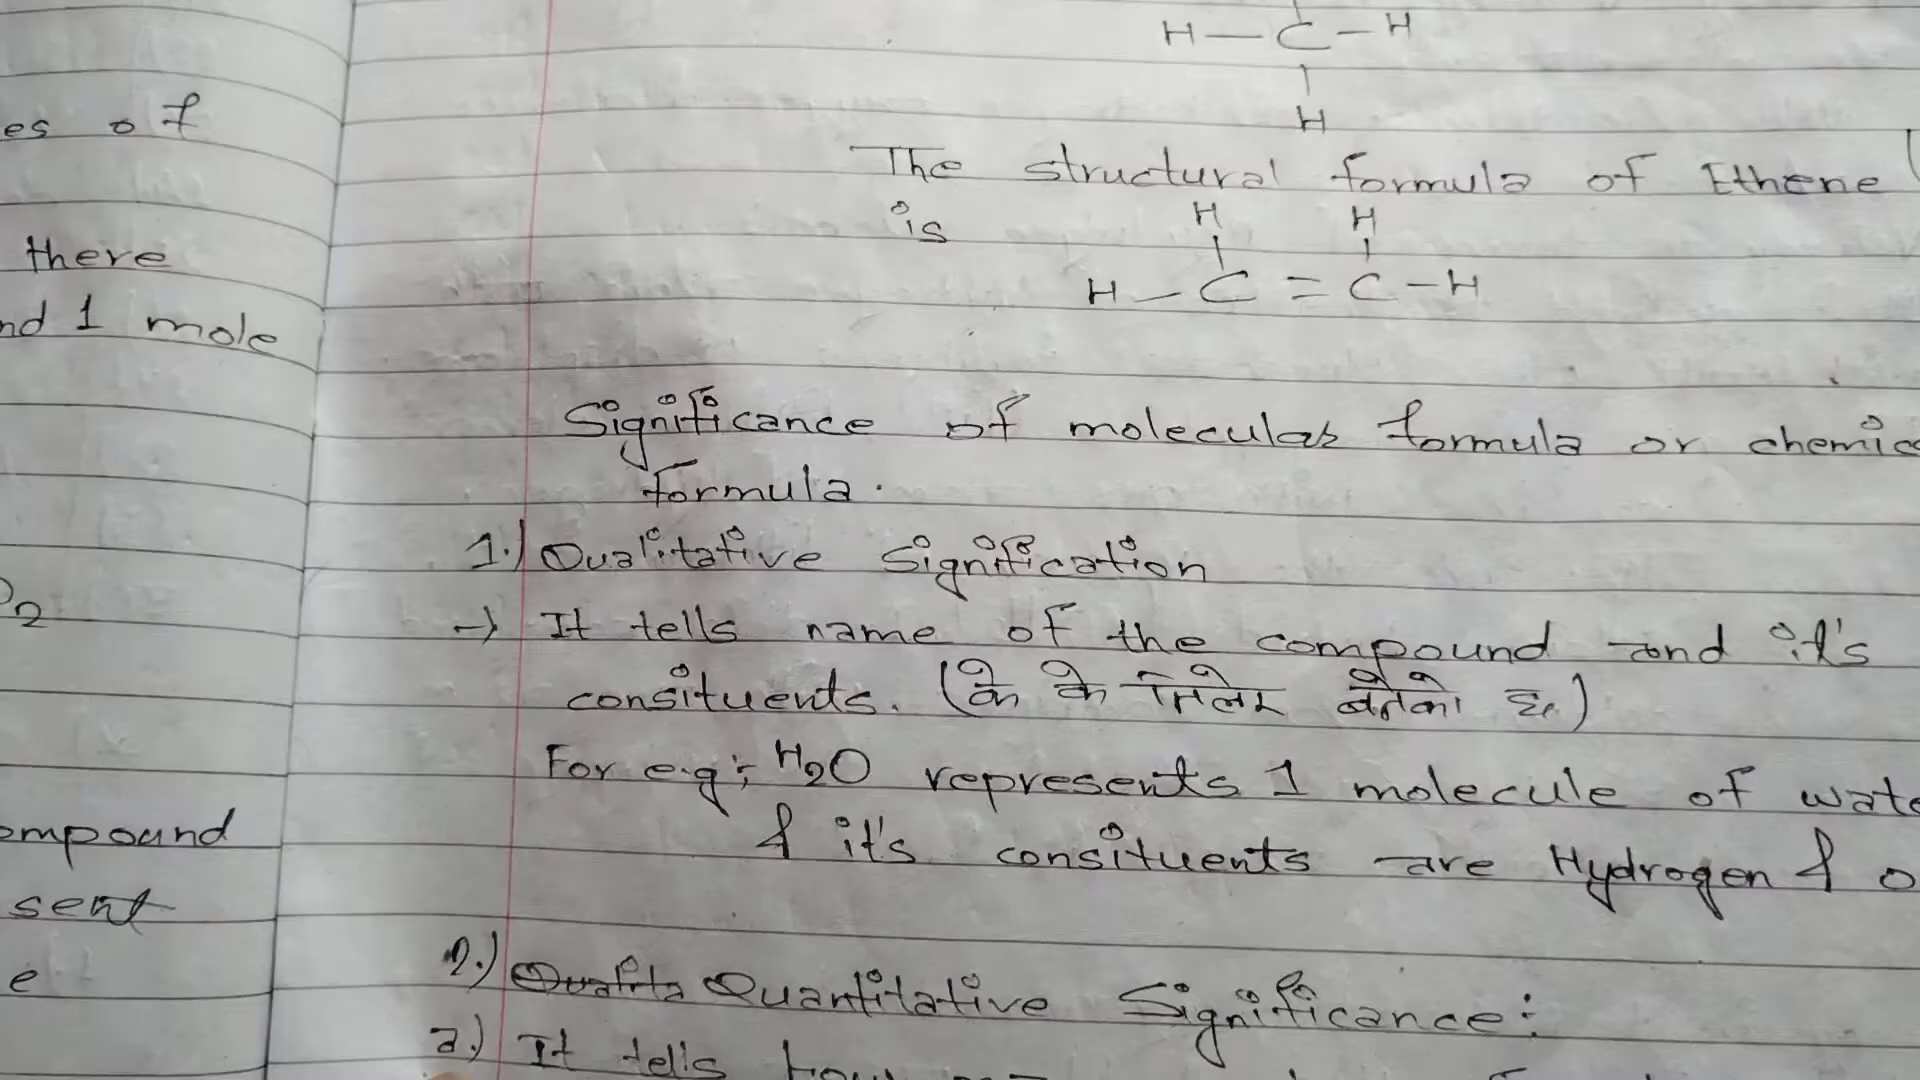 es of
there
nd 1 mole
2
ompound
sent
e
H — C — H
|
H
The structural formula of Ethene
is
H H
| |
H — C = C — H
Significance of molecular formula or chemic
formula.
1.) Qualitative Signification
→ It tells name of the compound and it's
consituents. (के के मिलेर बनेको छ)
For e.g:- H2O represents 1 molecule of wate
& it's consituents are Hydrogen & o
2.) Quantitative Significance:
a.) It tells how